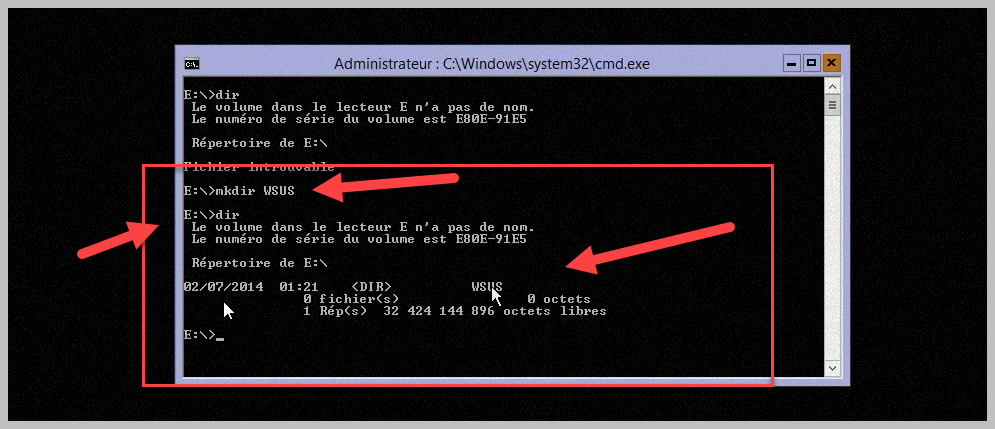 Administrateur : C:\Windows\system32\cmd.exe
E:\>dir
Le volume dans le lecteur E n'a pas de nom.
Le numéro de série du volume est E80E-91E5
Répertoire de E:\
Fichier introuvable
E:\>mkdir WSUS
E:\>dir
Le volume dans le lecteur E n'a pas de nom.
Le numéro de série du volume est E80E-91E5
Répertoire de E:\
02/07/2014 01:21 <DIR> WSUS
0 fichier(s) 0 octets
1 Rép(s) 32 424 144 896 octets libres
E:\>_